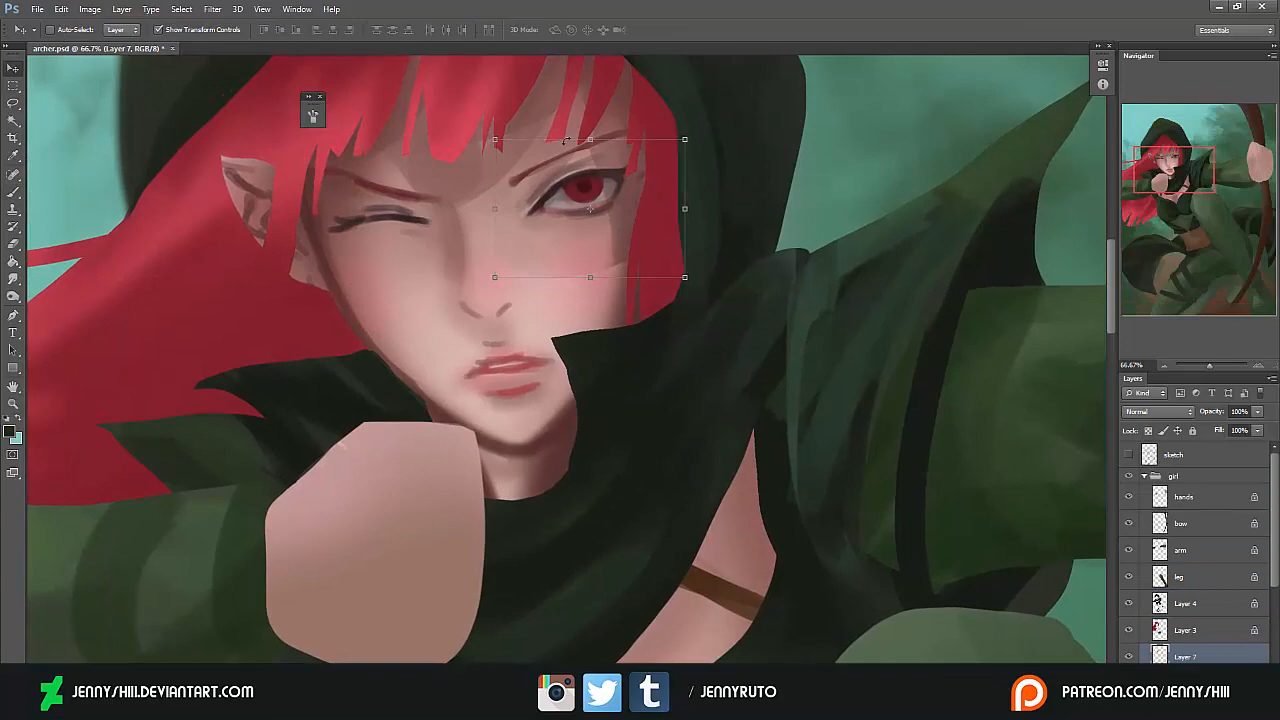 Ps File Edit Image Layer Type Select Filter 3D View Window Help
Auto-Select: Layer Show Transform Controls 3D Mode: Essentials
archer.psd @ 66.7% (Layer 7, RGB/8) * ×
Navigator
66.67%
Layers
Kind
Normal Opacity: 100%
Lock: Fill: 100%
sketch
girl
hands
bow
arm
leg
Layer 4
Layer 3
Layer 7
JENNYSHIII.DEVIANTART.COM
/ JENNYRUTO
PATREON.COM/JENNYSHIII